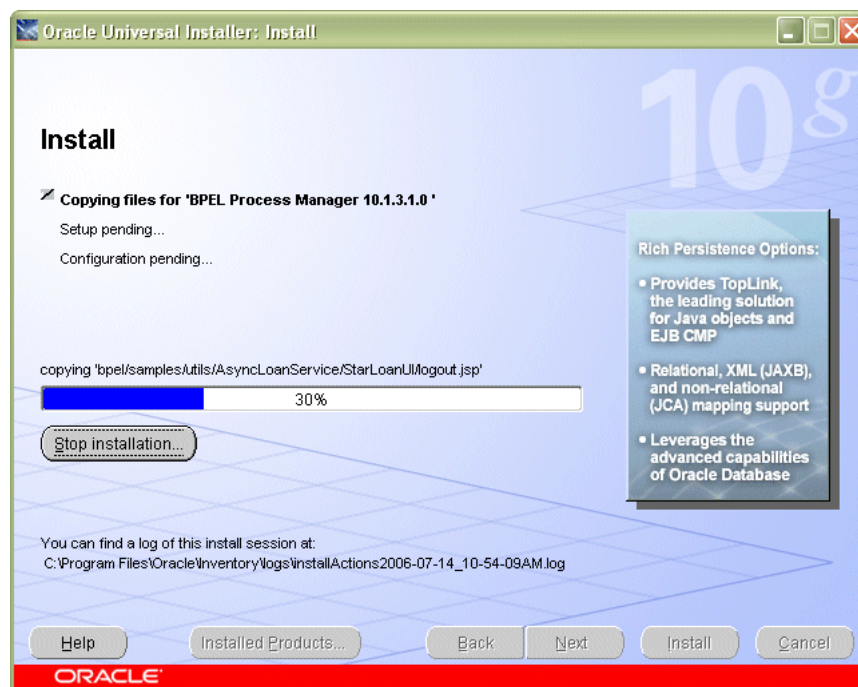 Oracle Universal Installer: Install
10g
Install
Copying files for 'BPEL Process Manager 10.1.3.1.0 '
Setup pending...
Configuration pending...
Rich Persistence Options:
• Provides TopLink,
the leading solution
for Java objects and
EJB CMP
• Relational, XML (JAXB),
and non-relational
(JCA) mapping support
• Leverages the
advanced capabilities
of Oracle Database
copying 'bpel/samples/utils/AsyncLoanService/StarLoanUI/logout.jsp'
30%
Stop installation...
You can find a log of this install session at:
C:\Program Files\Oracle\Inventory\logs\installActions2006-07-14_10-54-09AM.log
Help
Installed Products...
Back
Next
Install
Cancel
ORACLE